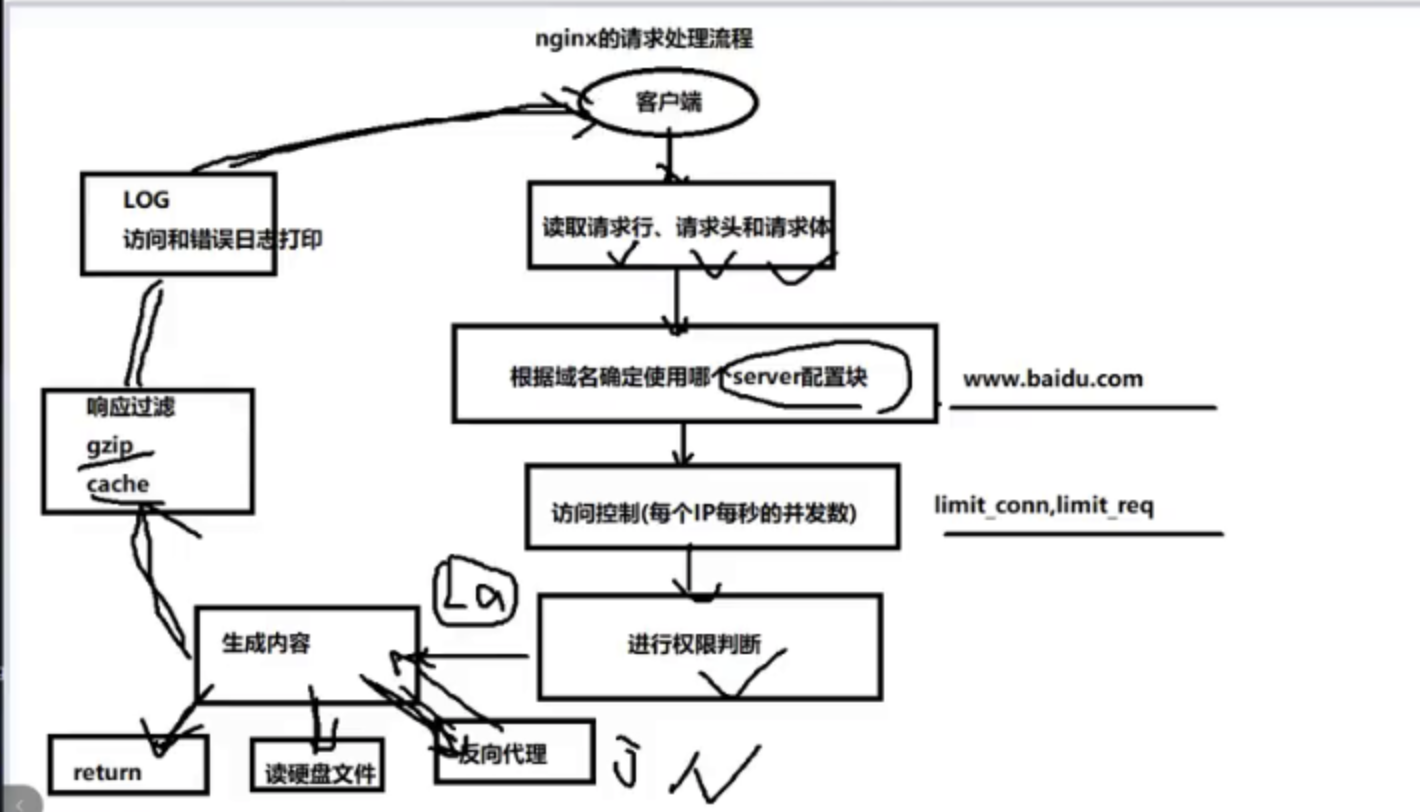 nginx的请求处理流程
客户端
LOG
访问和错误日志打印
读取请求行、请求头和请求体
根据域名确定使用哪个server配置块
www.baidu.com
响应过滤
gzip
cache
访问控制(每个IP每秒的并发数)
limit_conn,limit_req
进行权限判断
生成内容
return
读硬盘文件
反向代理